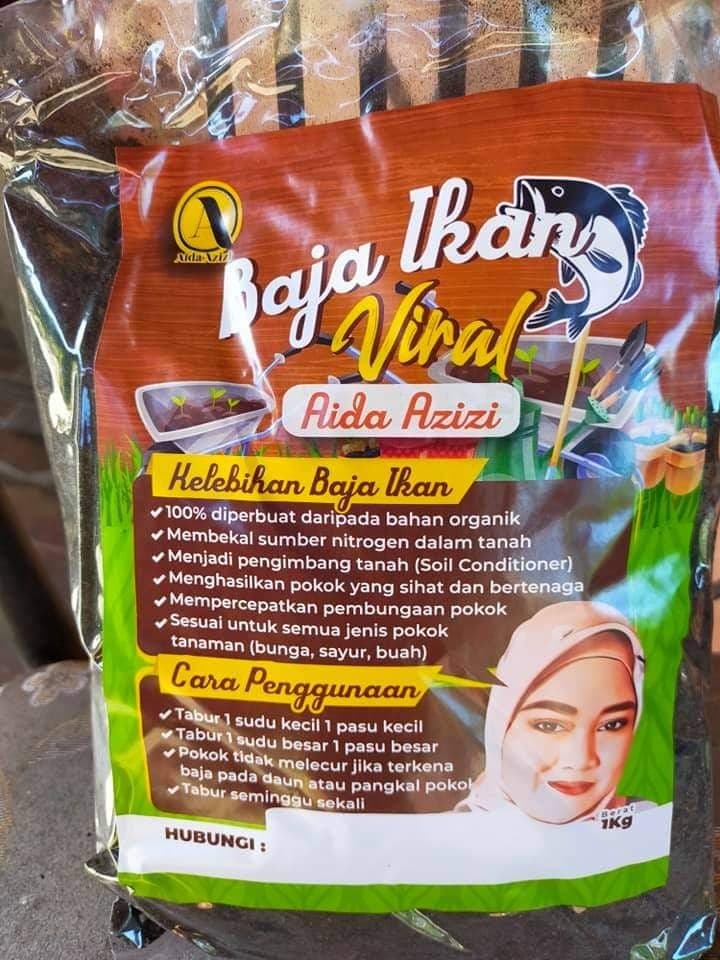 A
Aida Azizi
Baja Ikan
Viral
Aida Azizi
Kelebihan Baja Ikan
100% diperbuat daripada bahan organik
Membekal sumber nitrogen dalam tanah
Menjadi pengimbang tanah (Soil Conditioner)
Menghasilkan pokok yang sihat dan bertenaga
Mempercepatkan pembungaan pokok
Sesuai untuk semua jenis pokok
tanaman (bunga, sayur, buah)
Cara Penggunaan
Tabur 1 sudu kecil 1 pasu kecil
Tabur 1 sudu besar 1 pasu besar
Pokok tidak melecur jika terkena
baja pada daun atau pangkal pokok
Tabur seminggu sekali
Berat
1Kg
HUBUNGI :